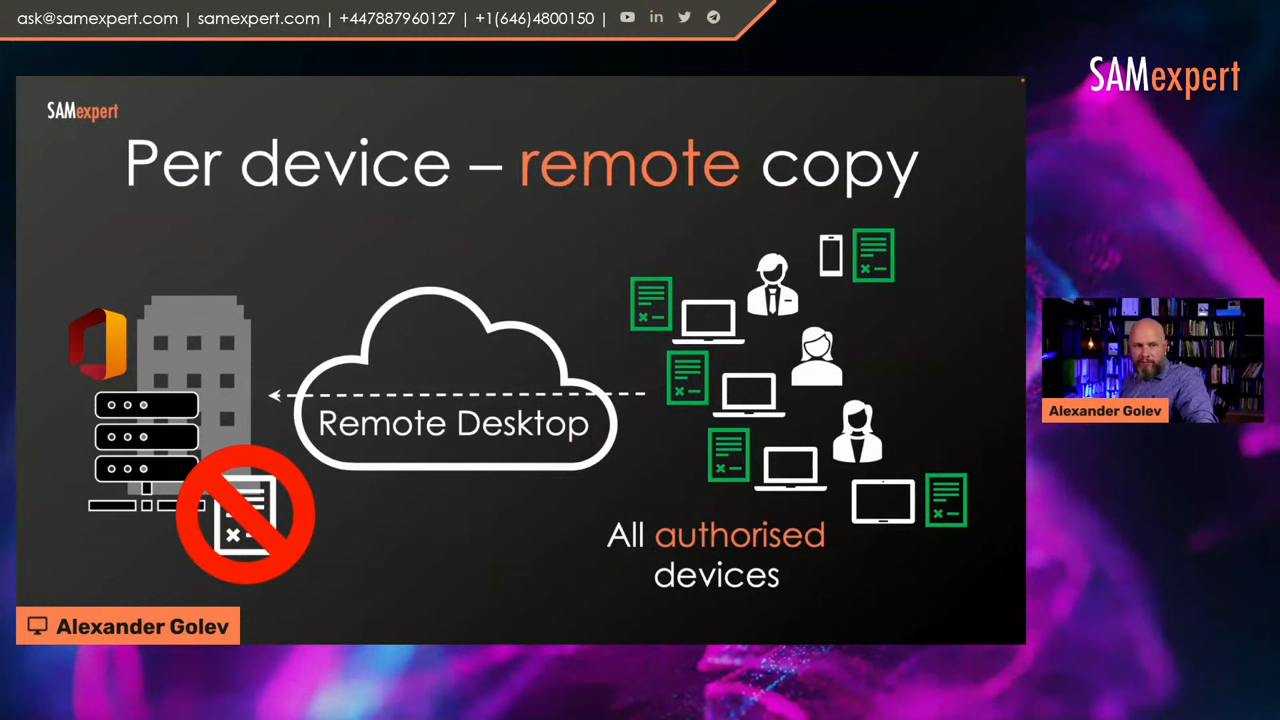 ask@samexpert.com | samexpert.com | +447887960127 | +1(646)4800150 |
SAMexpert
SAMexpert
Per device – remote copy
Remote Desktop
All authorised
devices
Alexander Golev
Alexander Golev